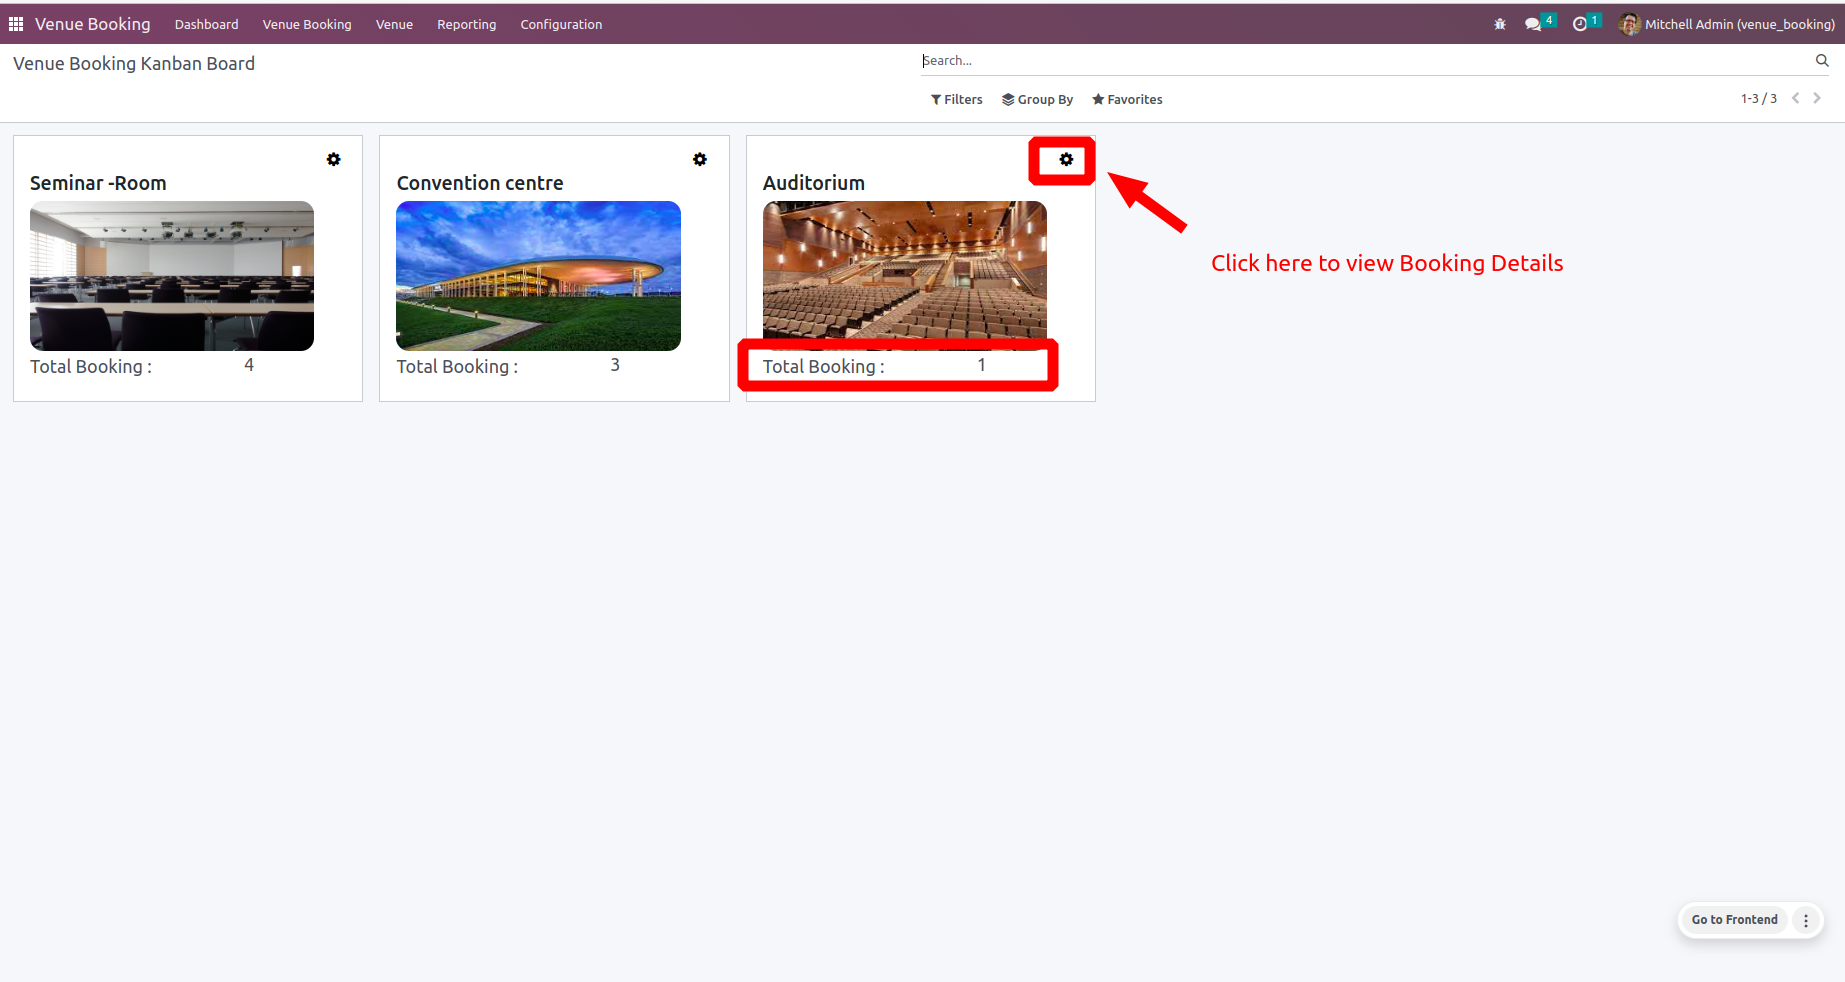 Venue Booking Dashboard Venue Booking Venue Reporting Configuration 4 1 Mitchell Admin (venue_booking)
Venue Booking Kanban Board
Search...
Filters Group By Favorites 1-3 / 3
Seminar -Room
Total Booking : 4
Convention centre
Total Booking : 3
Auditorium
Total Booking : 1
Click here to view Booking Details
Go to Frontend